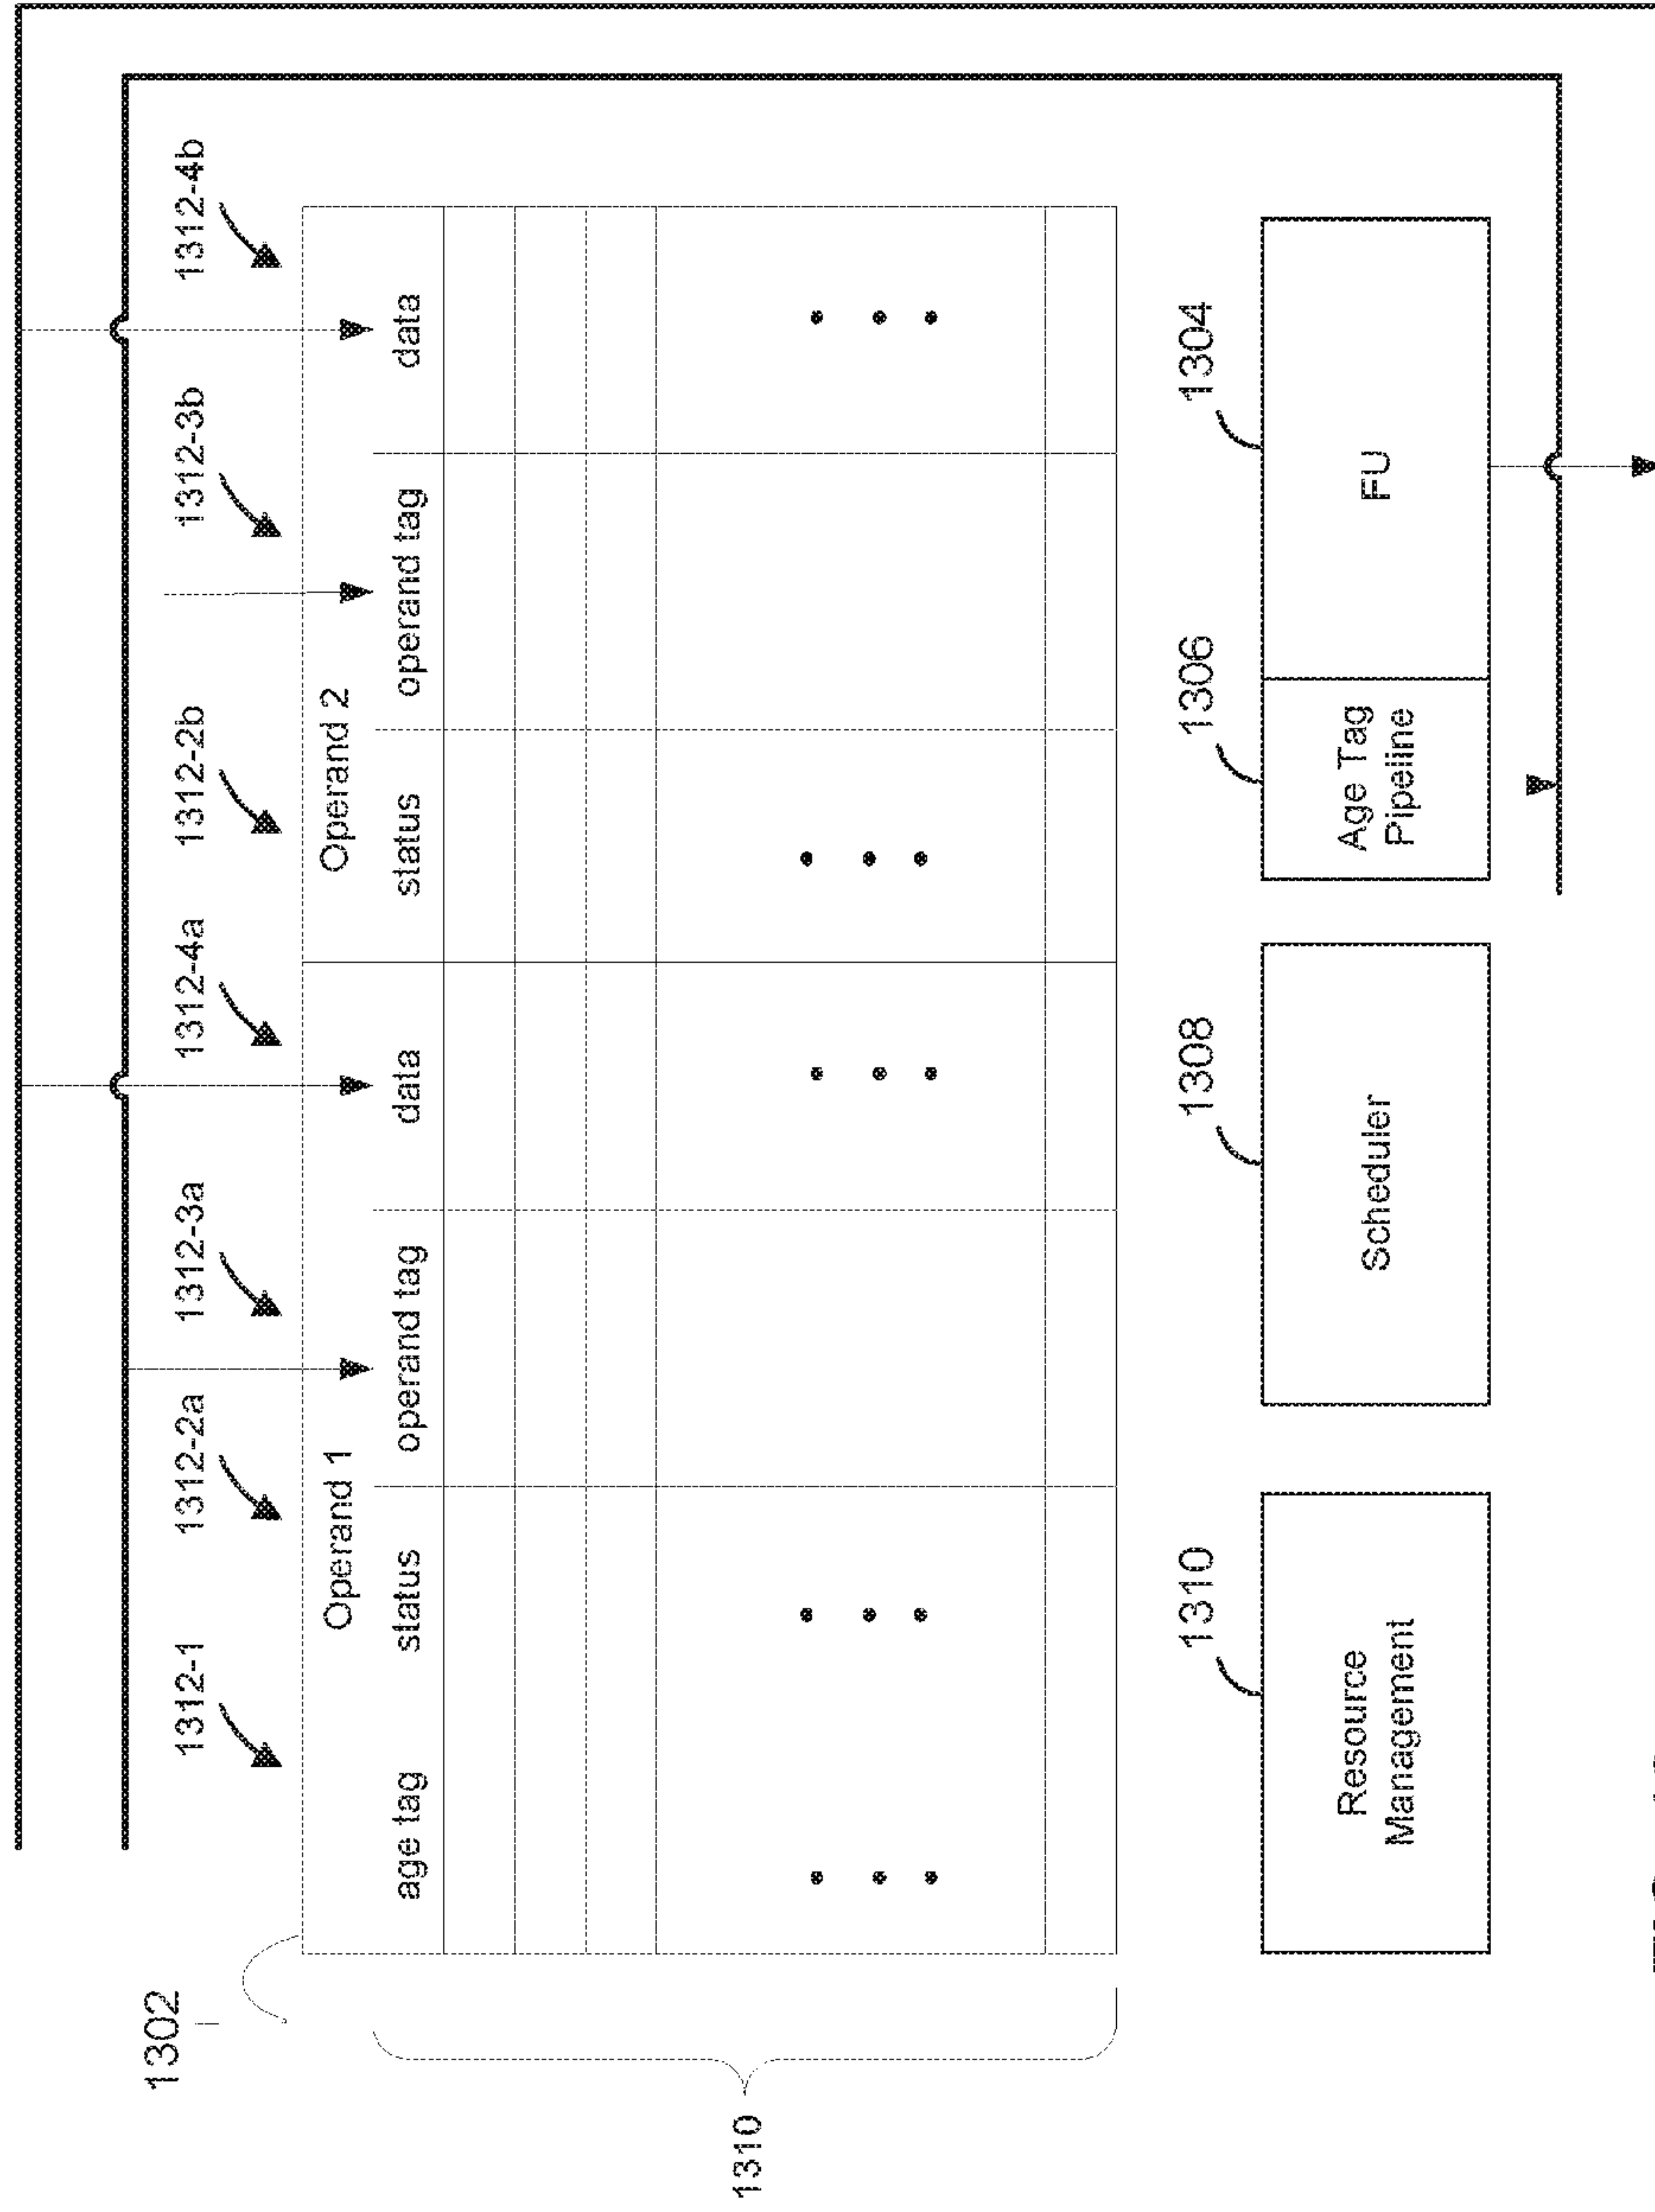 1302
1312-1
1312-2a
1312-3a
1312-4a
1312-2b
1312-3b
1312-4b
Operand 1
Operand 2
age tag
status
operand tag
data
status
operand tag
data
1310
1310
1308
1306
1304
Resource
Management
Scheduler
Age Tag
Pipeline
FU